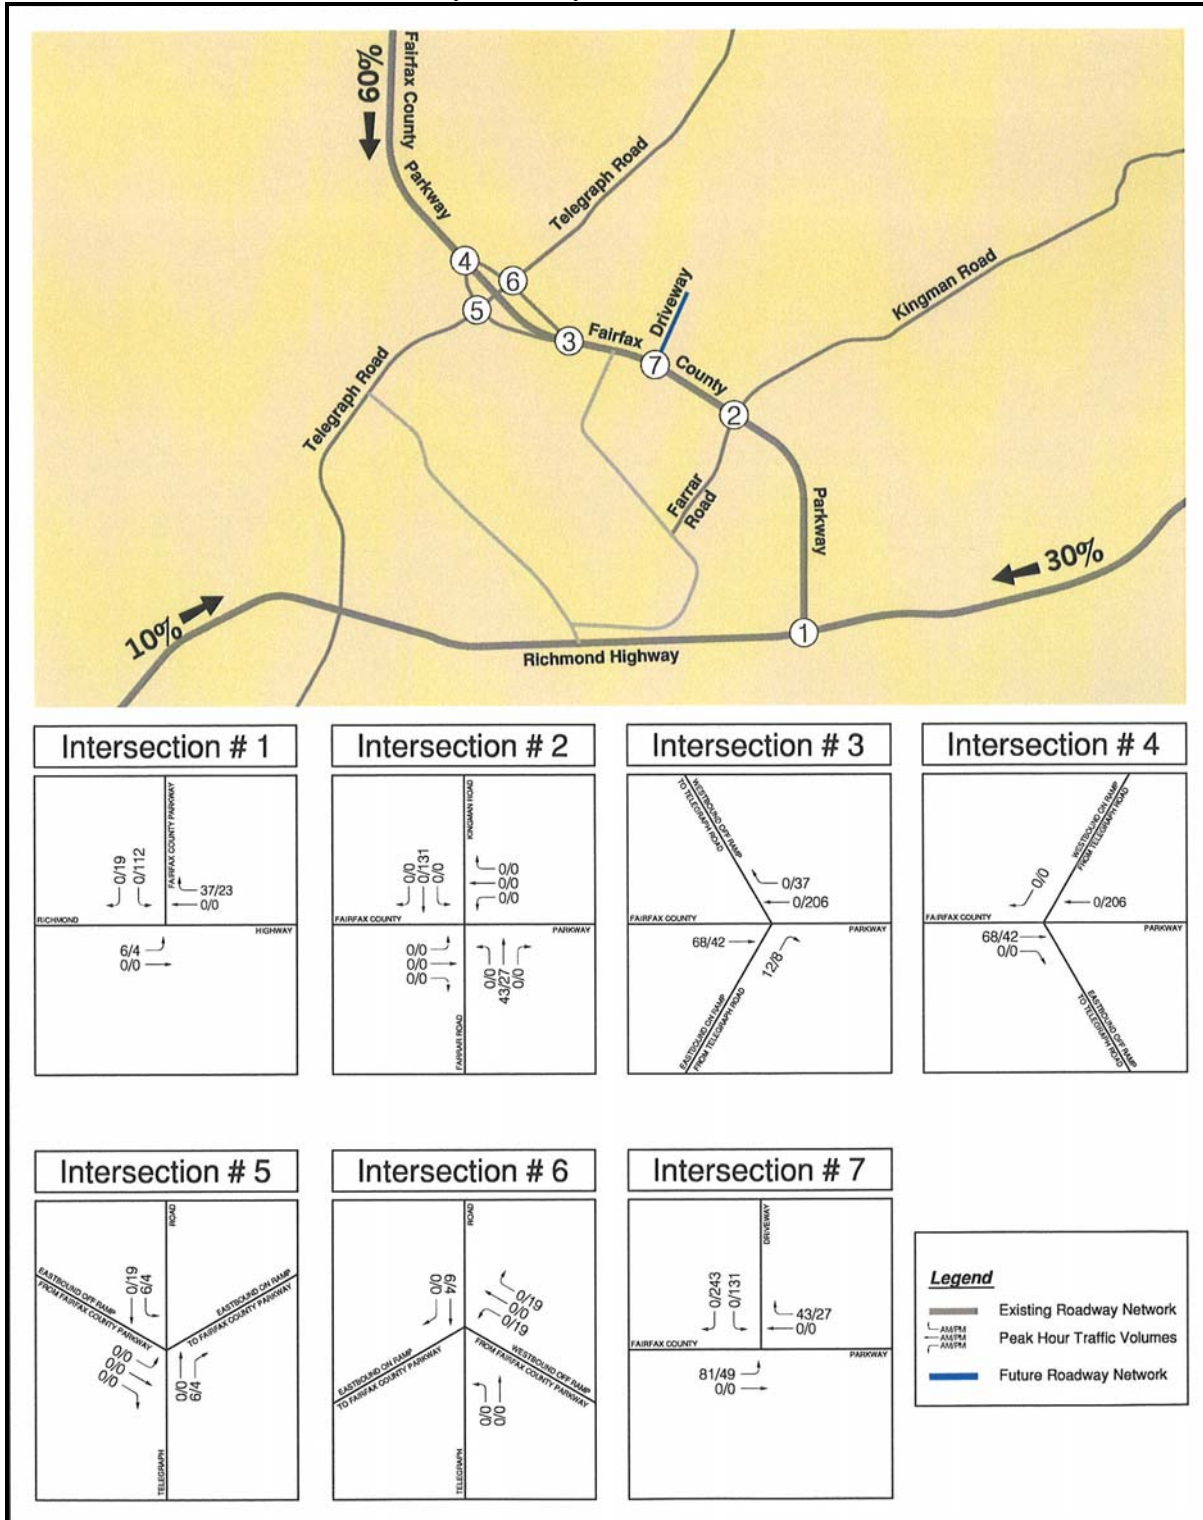 Fairfax County
Parkway
60%
Telegraph Road
4
6
5
3
Fairfax
Driveway
7
County
Kingman Road
2
Telegraph Road
Farrar
Road
Parkway
30%
10%
1
Richmond Highway
Intersection # 1
FAIRFAX COUNTY PARKWAY
0/19
0/112
37/23
0/0
RICHMOND
HIGHWAY
6/4
0/0
Intersection # 2
KINGMAN ROAD
0/0
0/131
0/0
0/0
0/0
0/0
FAIRFAX COUNTY
PARKWAY
0/0
0/0
0/0
0/0
43/27
0/0
FARRAR ROAD
Intersection # 3
WESTBOUND OFF RAMP
TO TELEGRAPH ROAD
0/37
0/206
FAIRFAX COUNTY
PARKWAY
68/42
12/8
EASTBOUND ON RAMP
FROM TELEGRAPH ROAD
Intersection # 4
WESTBOUND ON RAMP
FROM TELEGRAPH ROAD
0/0
0/206
FAIRFAX COUNTY
PARKWAY
68/42
0/0
EASTBOUND OFF RAMP
TO TELEGRAPH ROAD
Intersection # 5
ROAD
0/19
6/4
EASTBOUND OFF RAMP
FROM FAIRFAX COUNTY PARKWAY
EASTBOUND ON RAMP
TO FAIRFAX COUNTY PARKWAY
0/0
0/0
0/0
0/0
6/4
TELEGRAPH
Intersection # 6
ROAD
0/0
6/4
0/19
0/0
0/19
EASTBOUND ON RAMP
TO FAIRFAX COUNTY PARKWAY
WESTBOUND OFF RAMP
FROM FAIRFAX COUNTY PARKWAY
0/0
0/0
TELEGRAPH
Intersection # 7
DRIVEWAY
0/243
0/131
43/27
0/0
FAIRFAX COUNTY
PARKWAY
81/49
0/0
Legend
Existing Roadway Network
AM/PM
AM/PM
AM/PM
Peak Hour Traffic Volumes
Future Roadway Network